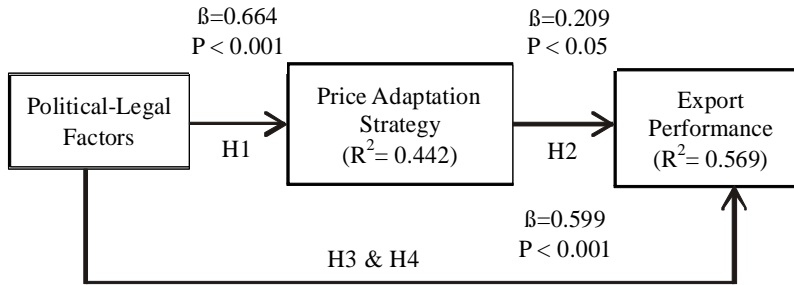 ß=0.664
P < 0.001
ß=0.209
P < 0.05
Political-Legal
Factors
H1
Price Adaptation
Strategy
(R²= 0.442)
H2
Export
Performance
(R²= 0.569)
ß=0.599
P < 0.001
H3 & H4